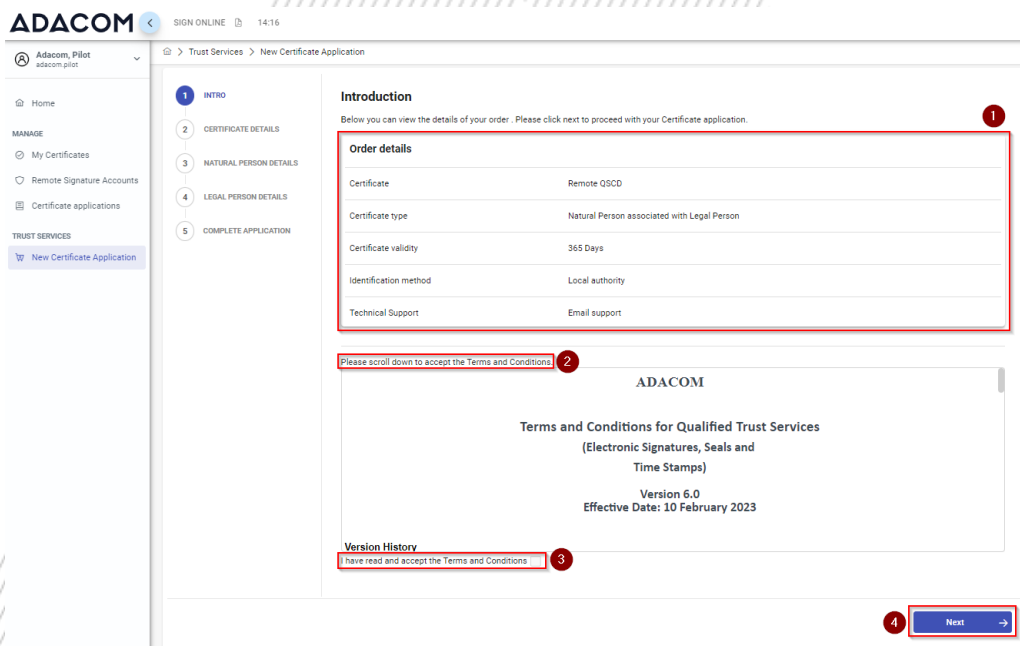 ADACOM
SIGN ONLINE 14:16
Adacom, Pilot
adacom.pilot
Home
MANAGE
My Certificates
Remote Signature Accounts
Certificate applications
TRUST SERVICES
New Certificate Application
> Trust Services > New Certificate Application
1 INTRO
2 CERTIFICATE DETAILS
3 NATURAL PERSON DETAILS
4 LEGAL PERSON DETAILS
5 COMPLETE APPLICATION
Introduction
Below you can view the details of your order . Please click next to proceed with your Certificate application.
1
Order details
Certificate Remote QSCD
Certificate type Natural Person associated with Legal Person
Certificate validity 365 Days
Identification method Local authority
Technical Support Email support
Please scroll down to accept the Terms and Conditions. 2
ADACOM
Terms and Conditions for Qualified Trust Services
(Electronic Signatures, Seals and
Time Stamps)
Version 6.0
Effective Date: 10 February 2023
Version History
I have read and accept the Terms and Conditions 3
4 Next